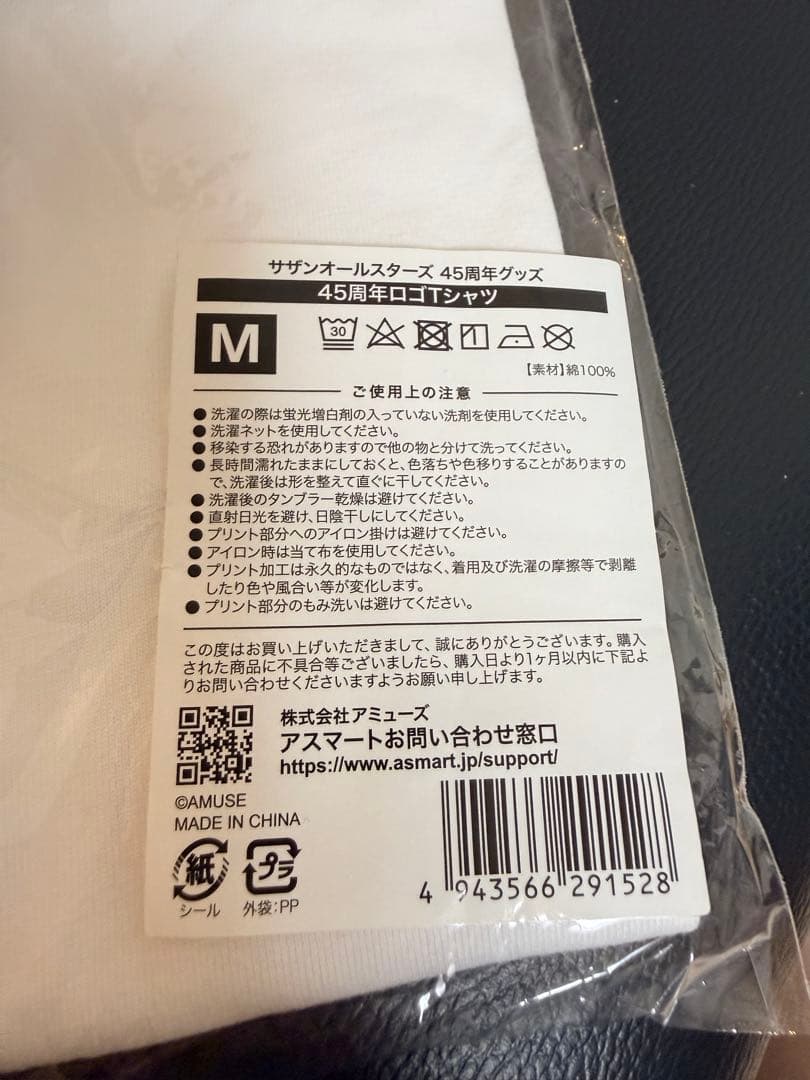 サザンオールスターズ 45周年グッズ
45周年ロゴTシャツ
M
30
【素材】綿100%
ご使用上の注意
●洗濯の際は蛍光増白剤の入っていない洗剤を使用してください。
●洗濯ネットを使用してください。
●移染する恐れがありますので他の物と分けて洗ってください。
●長時間濡れたままにしておくと、色落ちや色移りすることがありますの
で、洗濯後は形を整えて直ぐに干してください。
●洗濯後のタンブラー乾燥は避けてください。
●直射日光を避け、日陰干しにしてください。
●プリント部分へのアイロン掛けは避けてください。
●アイロン時は当て布を使用してください。
●プリント加工は永久的なものではなく、着用及び洗濯の摩擦等で剥離
したり色や風合い等が変化します。
●プリント部分のもみ洗いは避けてください。
この度はお買い上げいただきまして、誠にありがとうございます。購入
された商品に不具合等ございましたら、購入日より1ヶ月以内に下記よ
りお問い合わせくださいますようお願い申し上げます。
株式会社アミューズ
アスマートお問い合わせ窓口
https://www.asmart.jp/support/
©AMUSE
MADE IN CHINA
紙
シール
プラ
外袋:PP
4 943566 291528